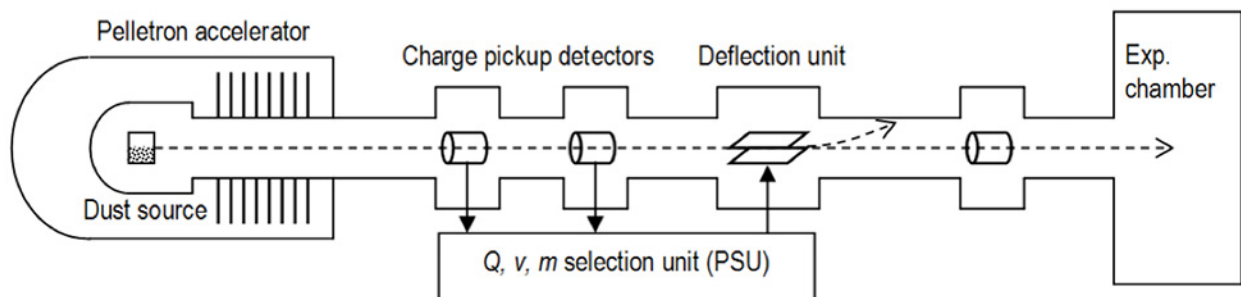 Pelletron accelerator
Charge pickup detectors
Deflection unit
Exp.
chamber
Dust source
Q, v, m selection unit (PSU)